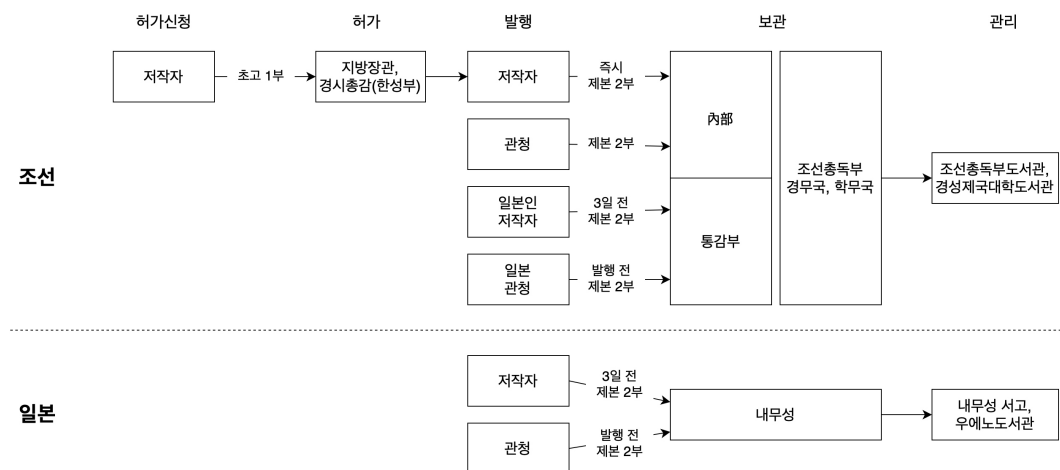 허가신청
허가
발행
보관
관리
조선
저작자
초고 1부
지방장관,
경시총감(한성부)
저작자
즉시
제본 2부
관청
제본 2부
일본인
저작자
3일 전
제본 2부
일본
관청
발행 전
제본 2부
內部
통감부
조선총독부
경무국, 학무국
조선총독부도서관,
경성제국대학도서관
일본
저작자
3일 전
제본 2부
관청
발행 전
제본 2부
내무성
내무성 서고,
우에노도서관